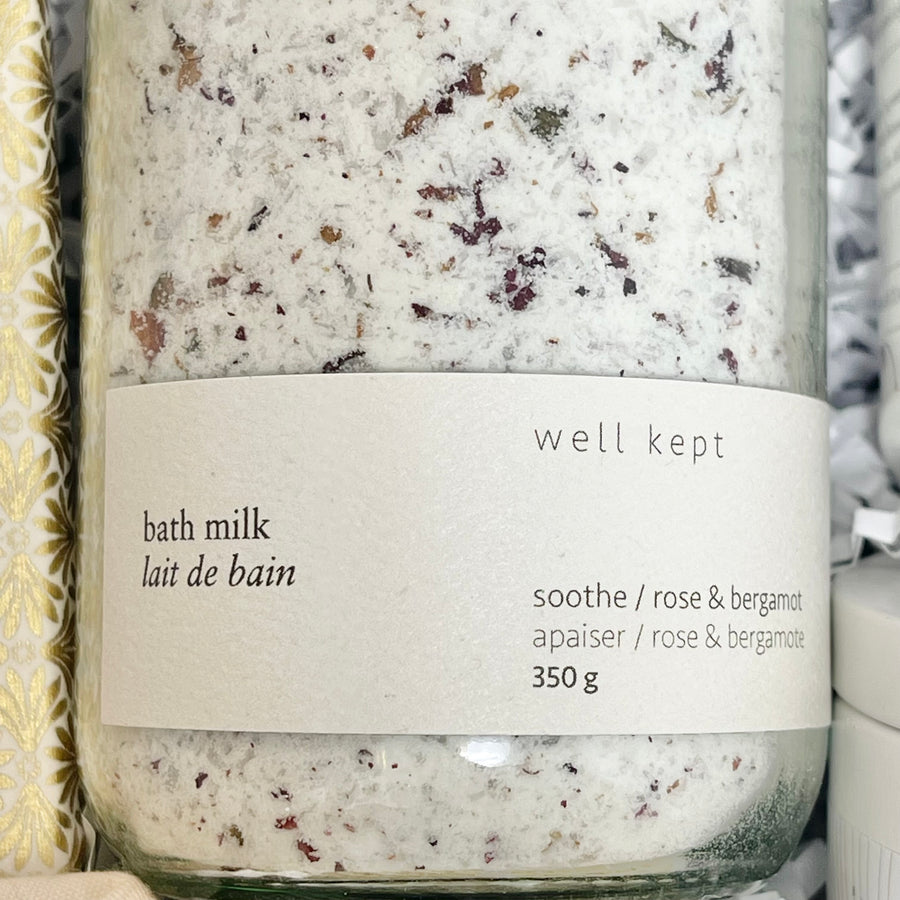 well kept
bath milk
lait de bain
soothe / rose & bergamot
apaiser / rose & bergamote
350 g